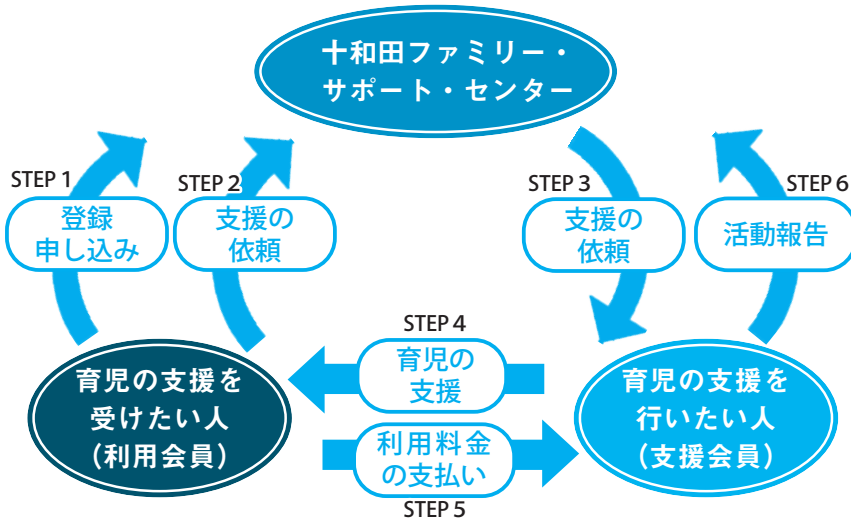 十和田ファミリー・
サポート・センター
STEP 1
登録
申し込み
STEP 2
支援の
依頼
STEP 3
支援の
依頼
STEP 6
活動報告
STEP 4
育児の
支援
育児の支援を
受けたい人
(利用会員)
育児の支援を
行いたい人
(支援会員)
利用料金
の支払い
STEP 5